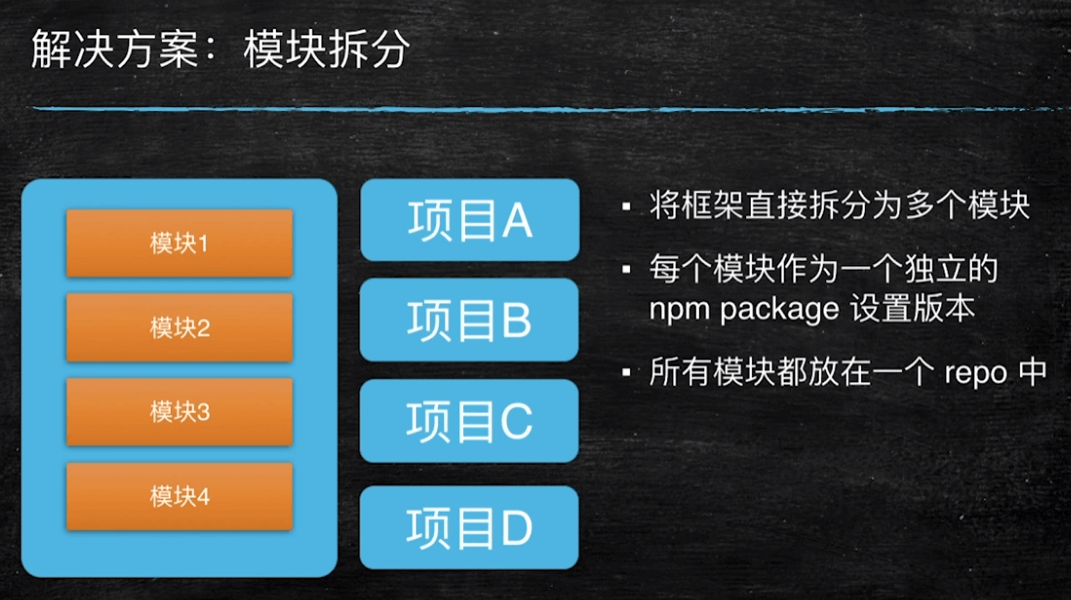 解决方案：模块拆分
模块1
模块2
模块3
模块4
项目A
项目B
项目C
项目D
▪ 将框架直接拆分为多个模块
▪ 每个模块作为一个独立的
npm package 设置版本
▪ 所有模块都放在一个 repo 中